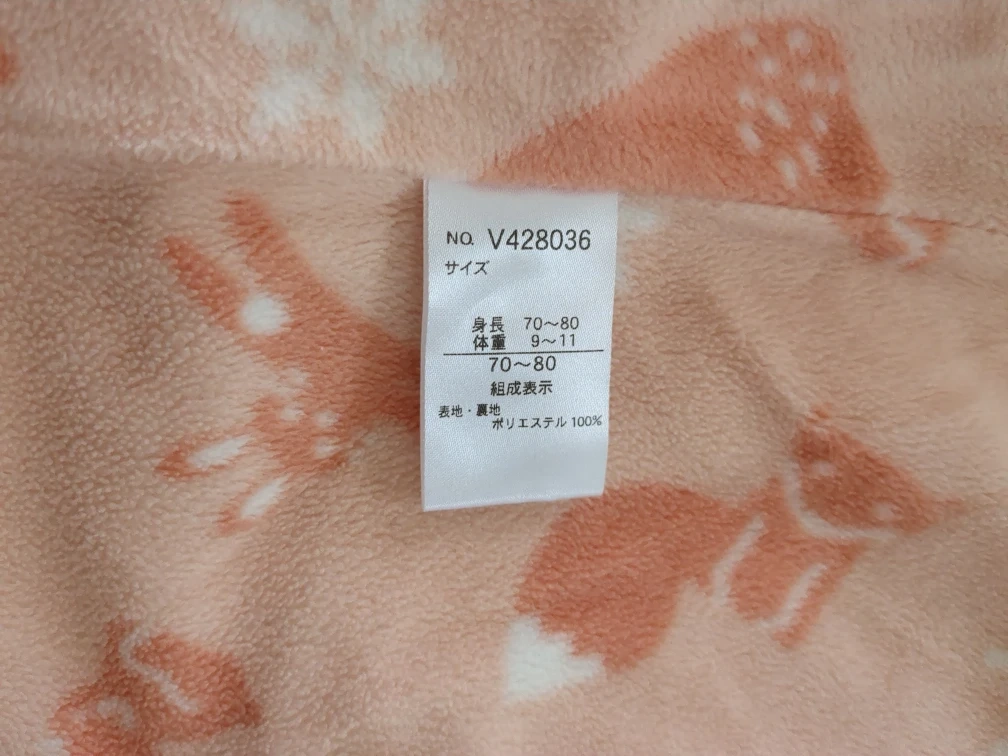 NO. V428036
サイズ
身長 70〜80
体重 9〜11
70〜80
組成表示
表地・裏地
ポリエステル 100%